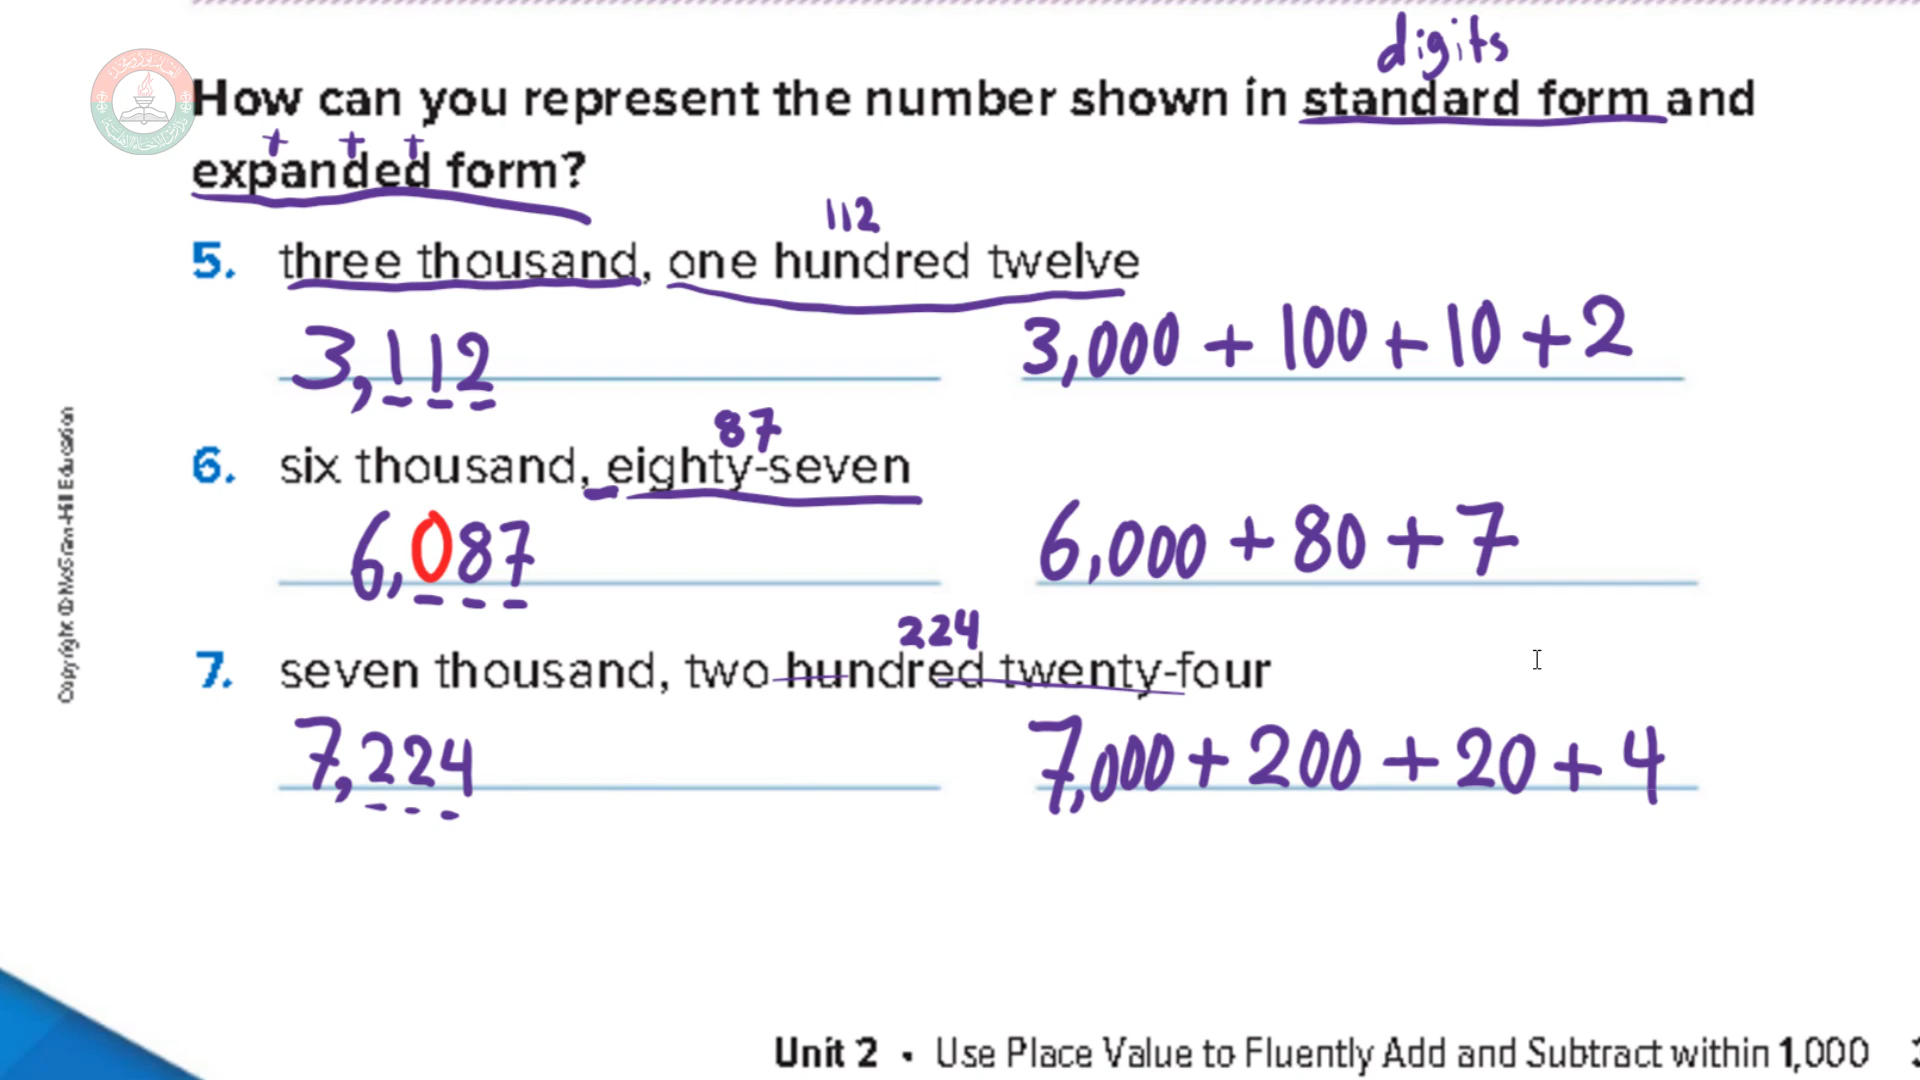 digits
How can you represent the number shown in standard form and
+ + +
expanded form?
112
5. three thousand, one hundred twelve
3,112 3,000 + 100 + 10 + 2
87
6. six thousand, eighty-seven
6,087 6,000 + 80 + 7
224
7. seven thousand, two hundred twenty-four
7,224 7,000 + 200 + 20 + 4
Copyright © McGraw-Hill Education
Unit 2 • Use Place Value to Fluently Add and Subtract within 1,000